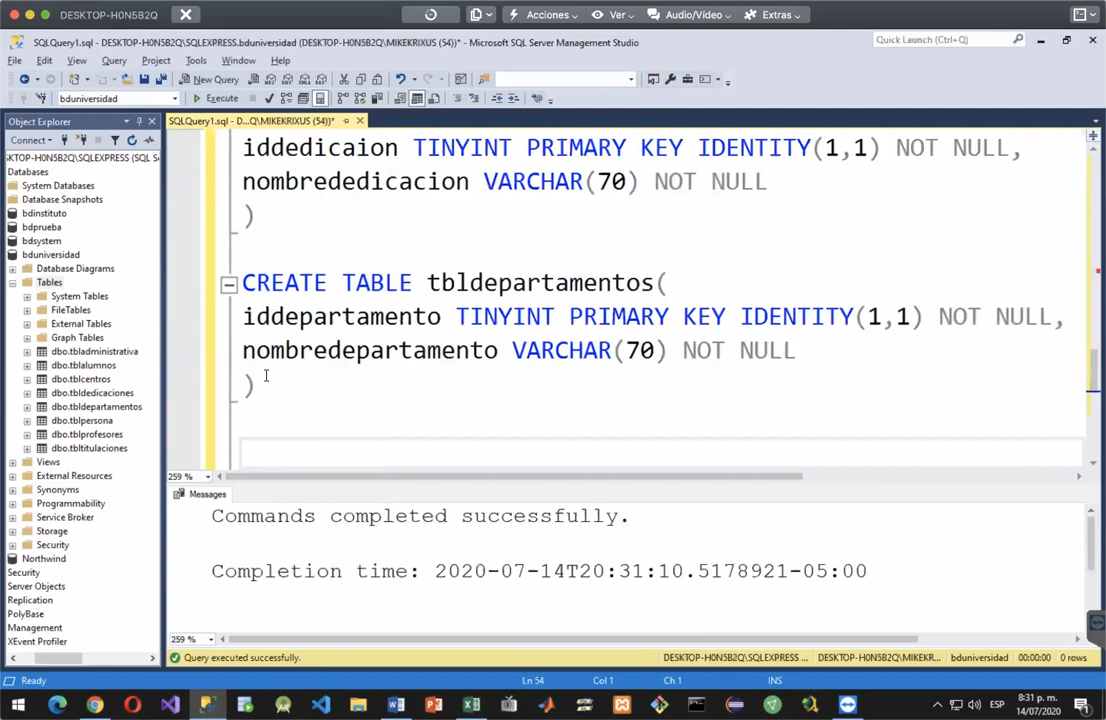 DESKTOP-H0N5B2Q
Acciones
Ver
Audio/Vídeo
Extras
SQLQuery1.sql - DESKTOP-H0N5B2Q\SQLEXPRESS.bduniversidad (DESKTOP-H0N5B2Q\MIKEKRIXUS (54))* - Microsoft SQL Server Management Studio
Quick Launch (Ctrl+Q)
File Edit View Query Project Tools Window Help
New Query
bduniversidad
Execute
Object Explorer
SQLQuery1.sql - D...Q\MIKEKRIXUS (54))*
Connect
KTOP-H0N5B2Q\SQLEXPRESS (SQL S
Databases
System Databases
Database Snapshots
bdinstituto
bdprueba
bdsystem
bduniversidad
Database Diagrams
Tables
System Tables
FileTables
External Tables
Graph Tables
dbo.tbladministrativa
dbo.tblalumnos
dbo.tblcentros
dbo.tbldedicaciones
dbo.tbldepartamentos
dbo.tblpersona
dbo.tblprofesores
dbo.tbltitulaciones
Views
External Resources
Synonyms
Programmability
Service Broker
Storage
Security
Northwind
Security
Server Objects
Replication
PolyBase
Management
XEvent Profiler
iddedicaion TINYINT PRIMARY KEY IDENTITY(1,1) NOT NULL,
nombrededicacion VARCHAR(70) NOT NULL
)
CREATE TABLE tbldepartamentos(
iddepartamento TINYINT PRIMARY KEY IDENTITY(1,1) NOT NULL,
nombredepartamento VARCHAR(70) NOT NULL
)
259 %
Messages
Commands completed successfully.
Completion time: 2020-07-14T20:31:10.5178921-05:00
259 %
Query executed successfully.
DESKTOP-H0N5B2Q\SQLEXPRESS ...
DESKTOP-H0N5B2Q\MIKEKR...
bduniversidad
00:00:00
0 rows
Ready
Ln 54
Col 1
Ch 1
INS
ESP
8:31 p. m.
14/07/2020